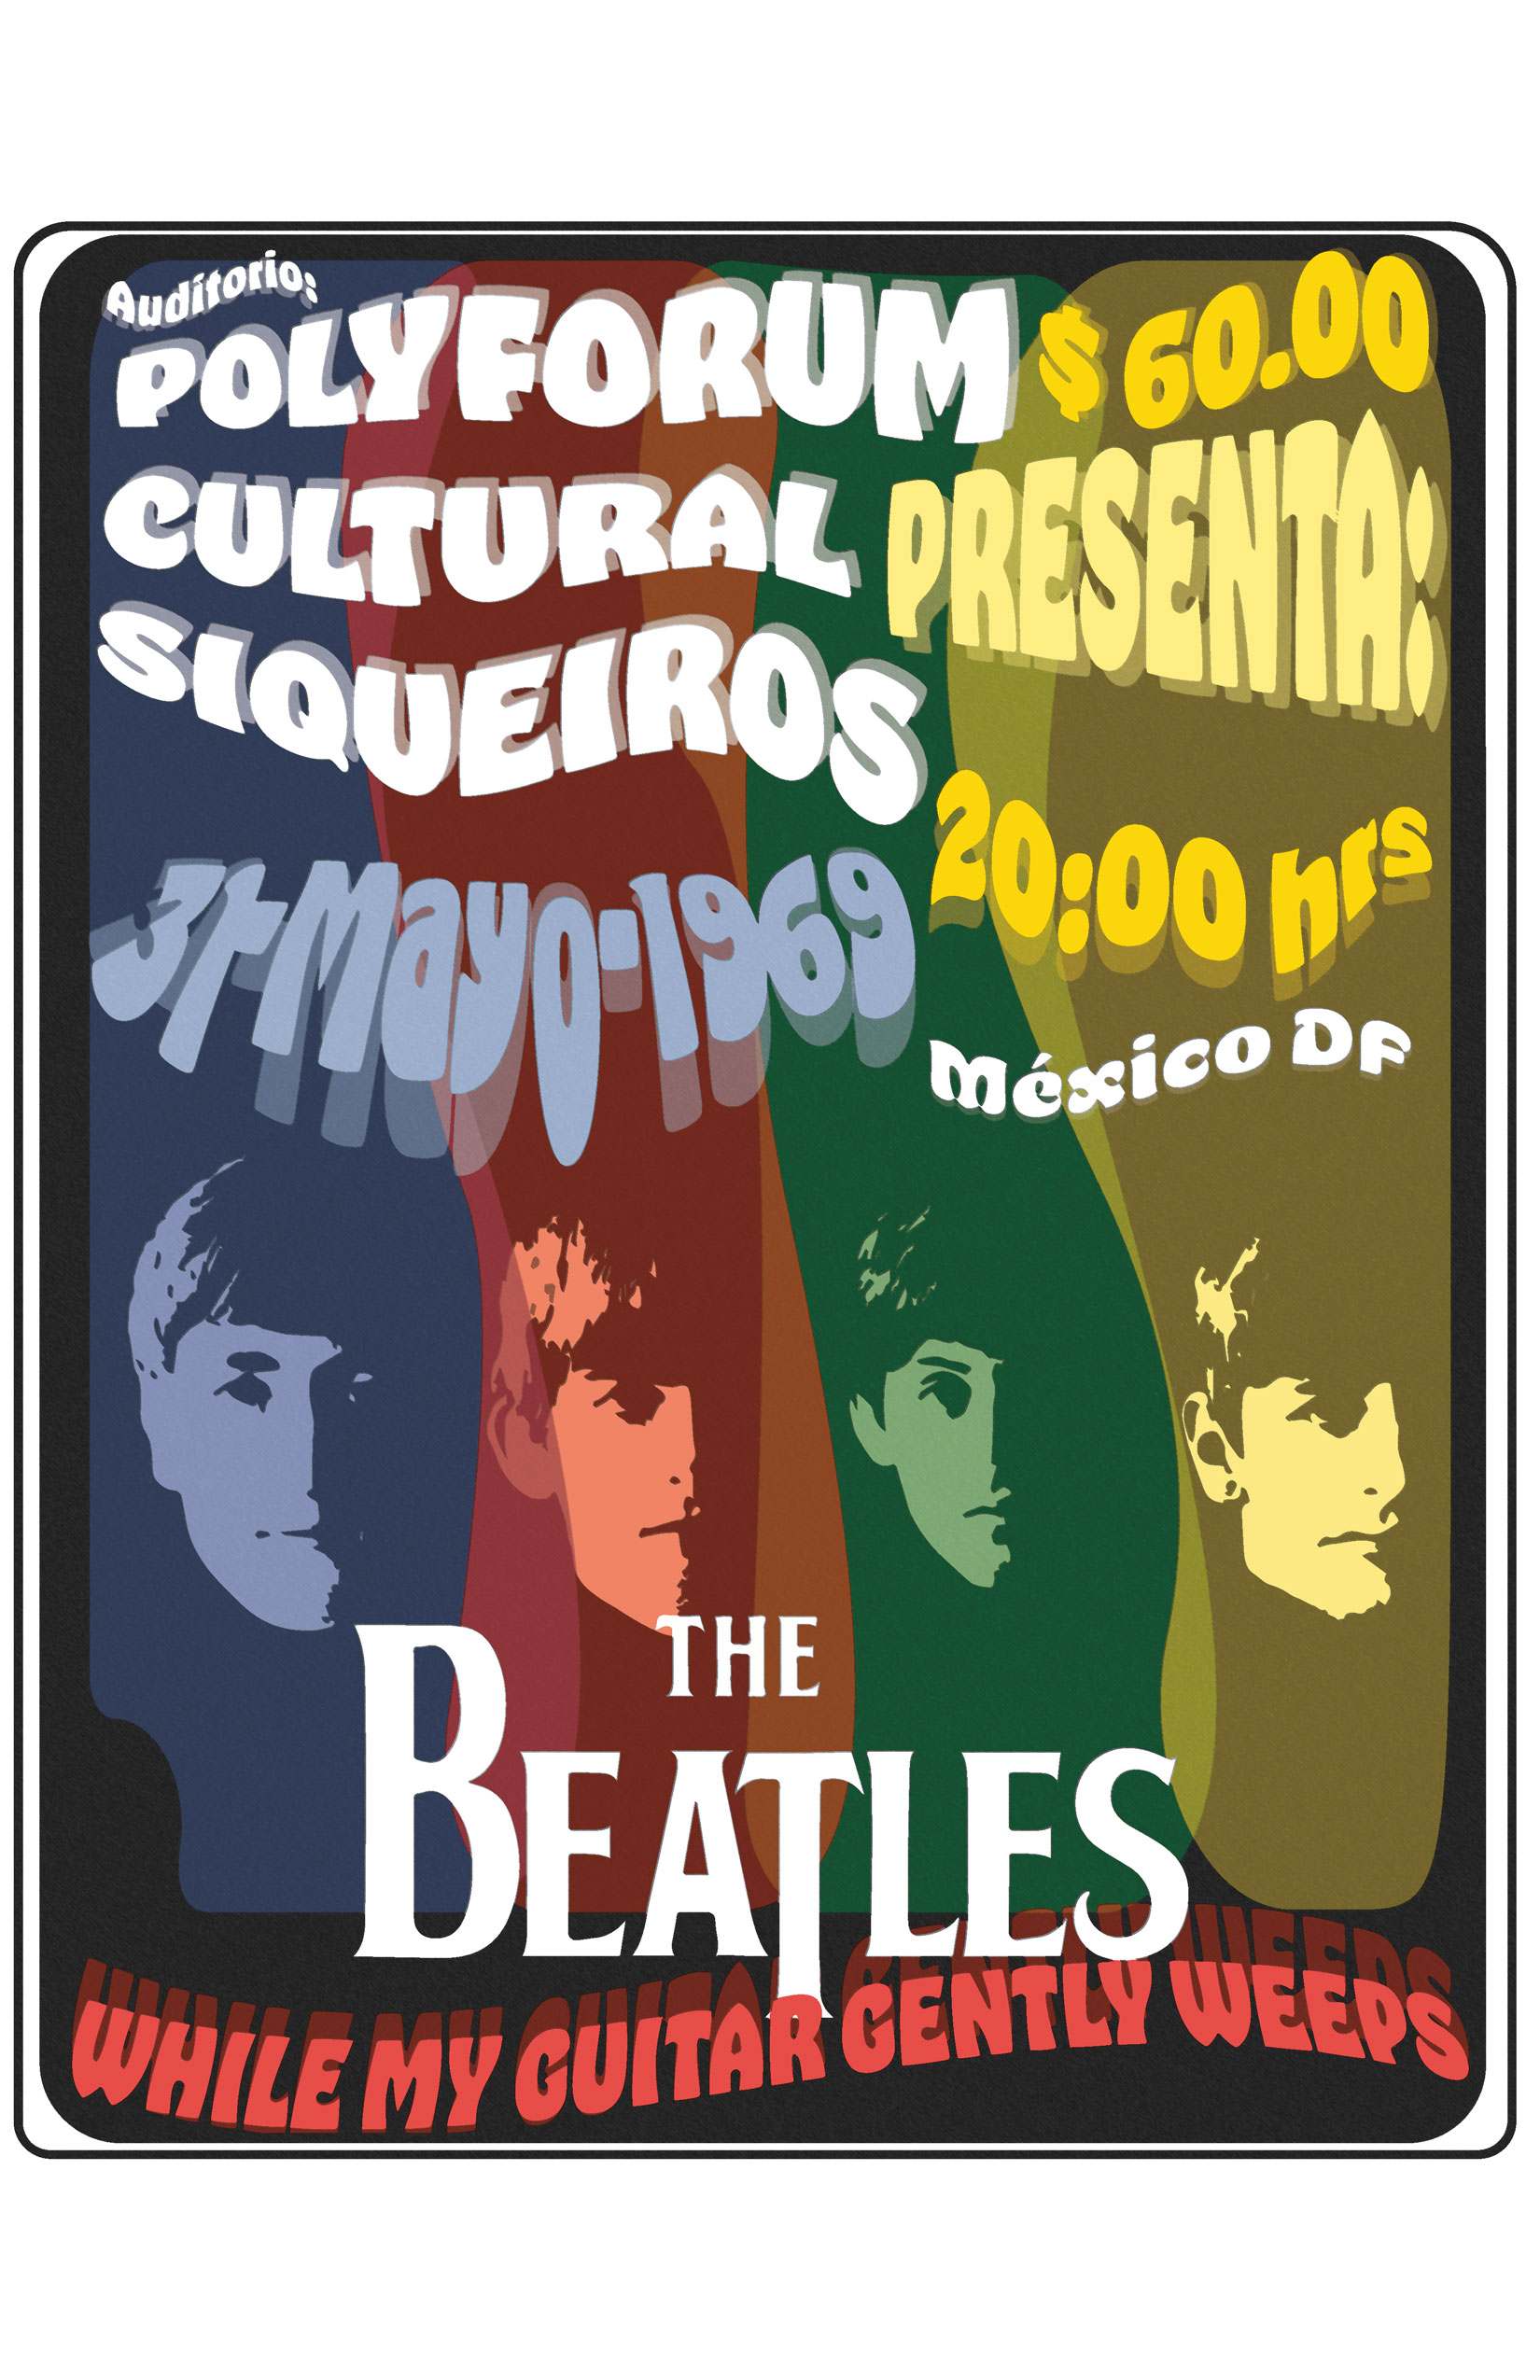 Auditorio:
POLYFORUM
CULTURAL
SIQUEIROS
$ 60.00
PRESENTA:
31-Mayo-1969
20:00 hrs
México DF
THE
BEATLES
WHILE MY GUITAR GENTLY WEEPS